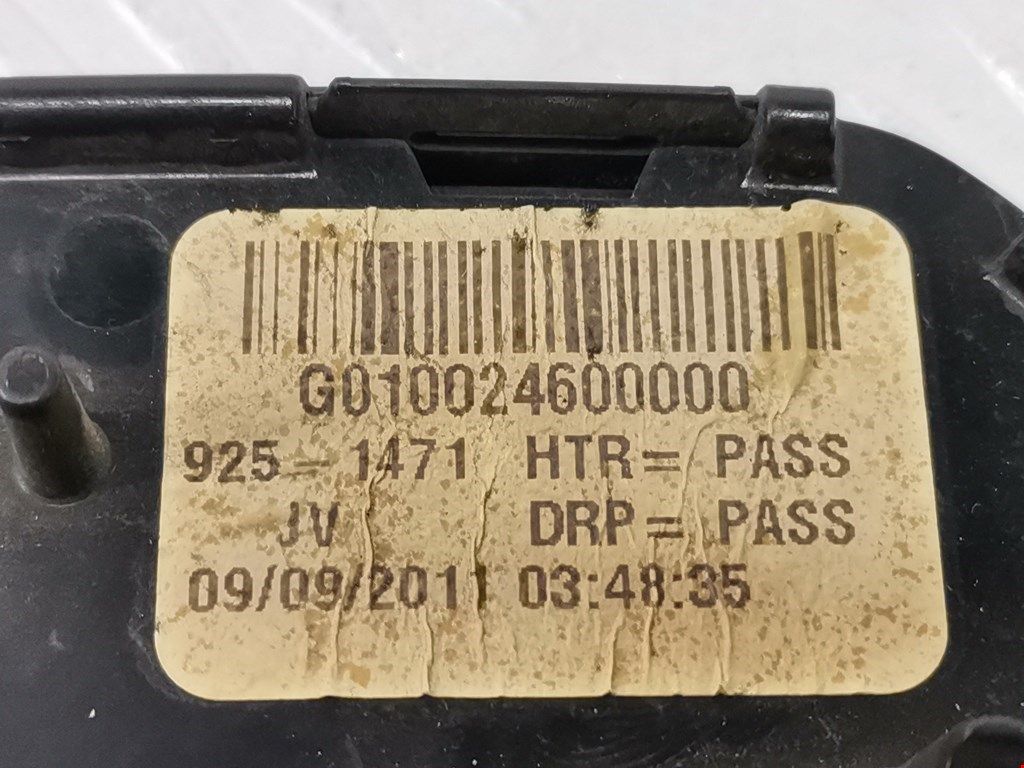 G010024600000
925-1471 HTR= PASS
JV DRP= PASS
09/09/2011 03:48:35